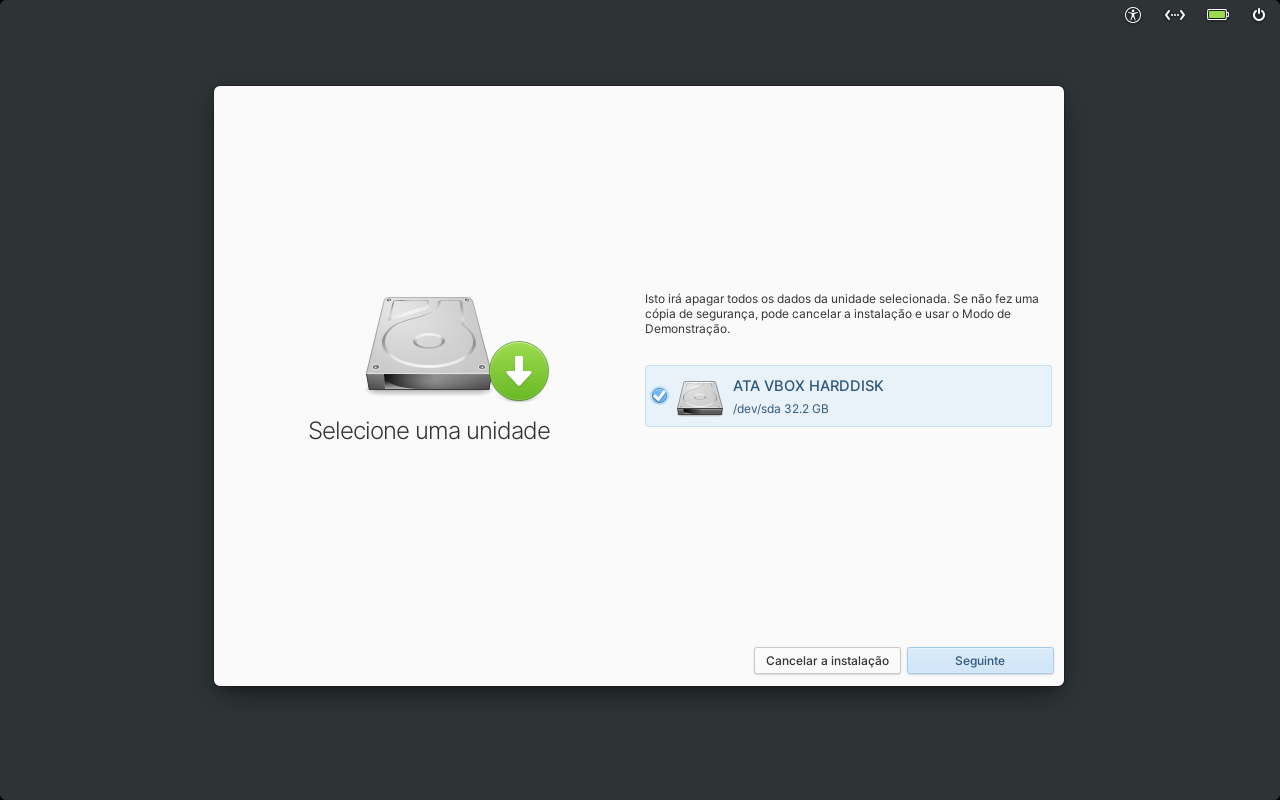 Isto irá apagar todos os dados da unidade selecionada. Se não fez uma
cópia de segurança, pode cancelar a instalação e usar o Modo de
Demonstração.
ATA VBOX HARDDISK
/dev/sda 32.2 GB
Selecione uma unidade
Cancelar a instalação
Seguinte